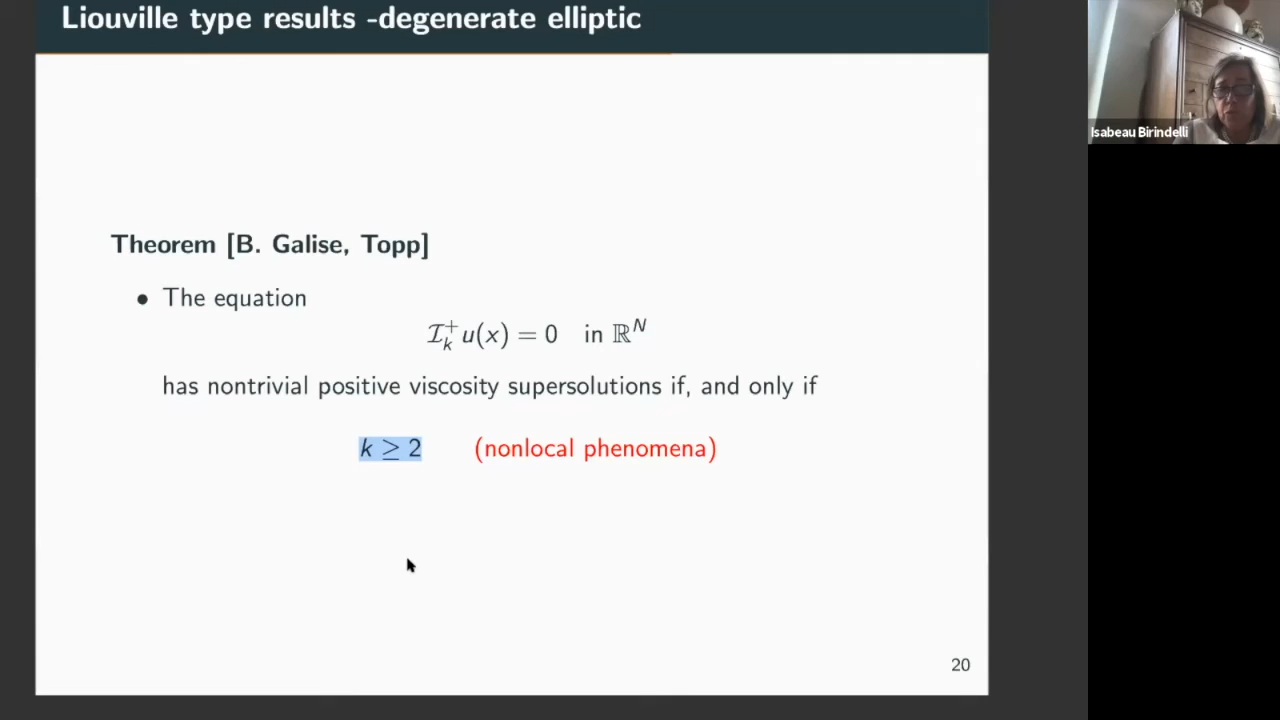 Liouville type results -degenerate elliptic
Theorem [B. Galise, Topp]
• The equation
𝓘ₖ⁺u(x) = 0 in ℝᴺ
has nontrivial positive viscosity supersolutions if, and only if
k ≥ 2 (nonlocal phenomena)
20
Isabeau Birindelli